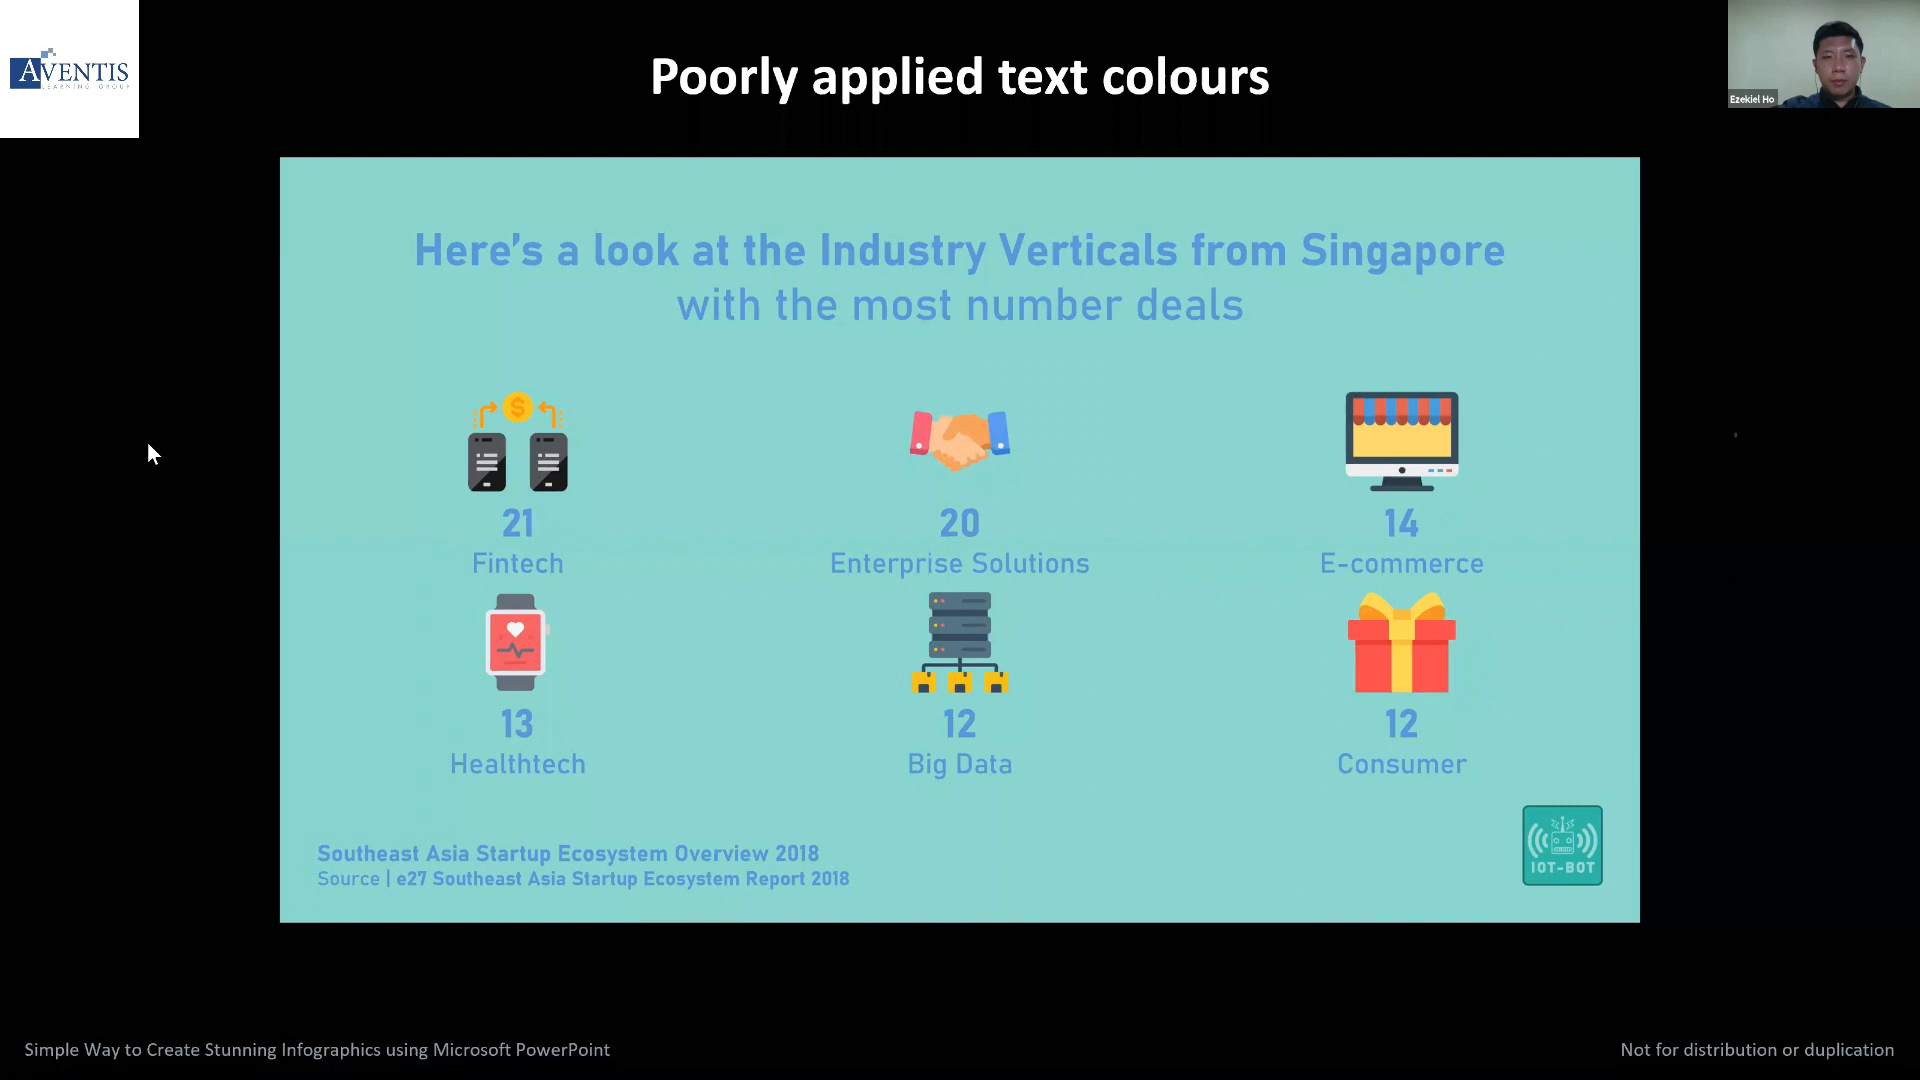 AVENTIS
LEARNING GROUP
Poorly applied text colours
Ezekiel Ho
Here's a look at the Industry Verticals from Singapore
with the most number deals
$
21
Fintech
20
Enterprise Solutions
14
E-commerce
13
Healthtech
12
Big Data
12
Consumer
Southeast Asia Startup Ecosystem Overview 2018
Source | e27 Southeast Asia Startup Ecosystem Report 2018
IOT-BOT
Simple Way to Create Stunning Infographics using Microsoft PowerPoint
Not for distribution or duplication